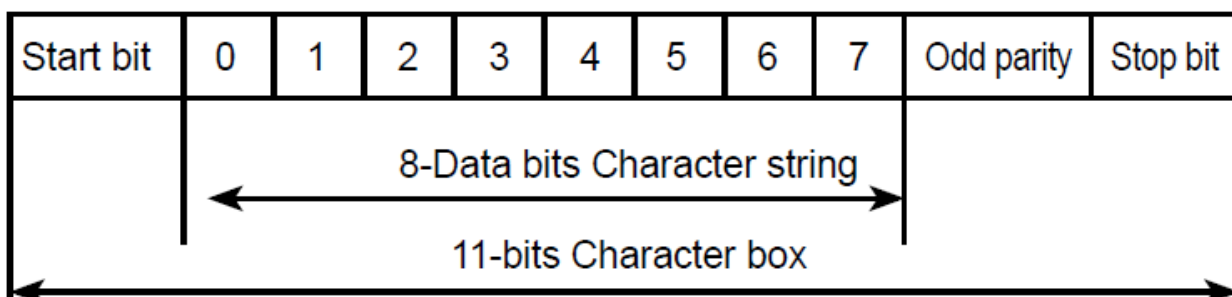 Start bit 0 1 2 3 4 5 6 7 Odd parity Stop bit
8-Data bits Character string
11-bits Character box